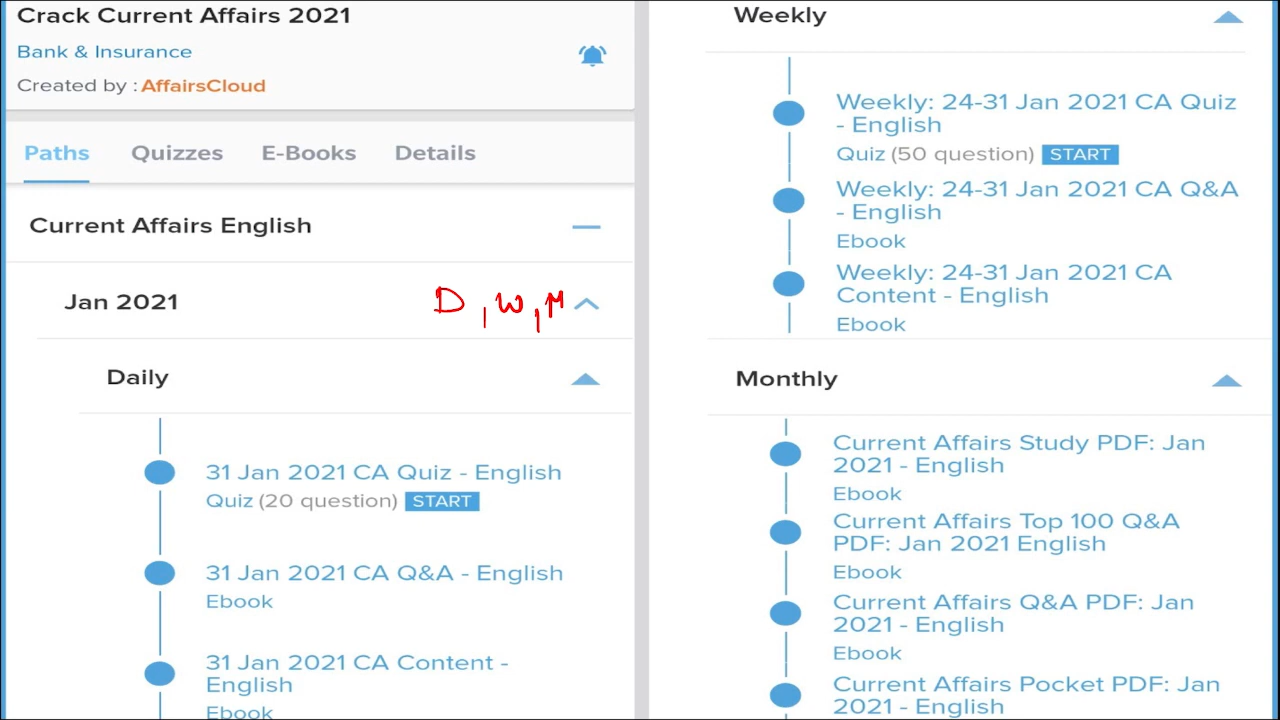 Crack Current Affairs 2021
Bank & Insurance
Created by : AffairsCloud
Paths Quizzes E-Books Details
Current Affairs English
Jan 2021 D, W, M
Daily
31 Jan 2021 CA Quiz - English
Quiz (20 question) START
31 Jan 2021 CA Q&A - English
Ebook
31 Jan 2021 CA Content -
English
Ebook
Weekly
Weekly: 24-31 Jan 2021 CA Quiz
- English
Quiz (50 question) START
Weekly: 24-31 Jan 2021 CA Q&A
- English
Ebook
Weekly: 24-31 Jan 2021 CA
Content - English
Ebook
Monthly
Current Affairs Study PDF: Jan
2021 - English
Ebook
Current Affairs Top 100 Q&A
PDF: Jan 2021 English
Ebook
Current Affairs Q&A PDF: Jan
2021 - English
Ebook
Current Affairs Pocket PDF: Jan
2021 - English